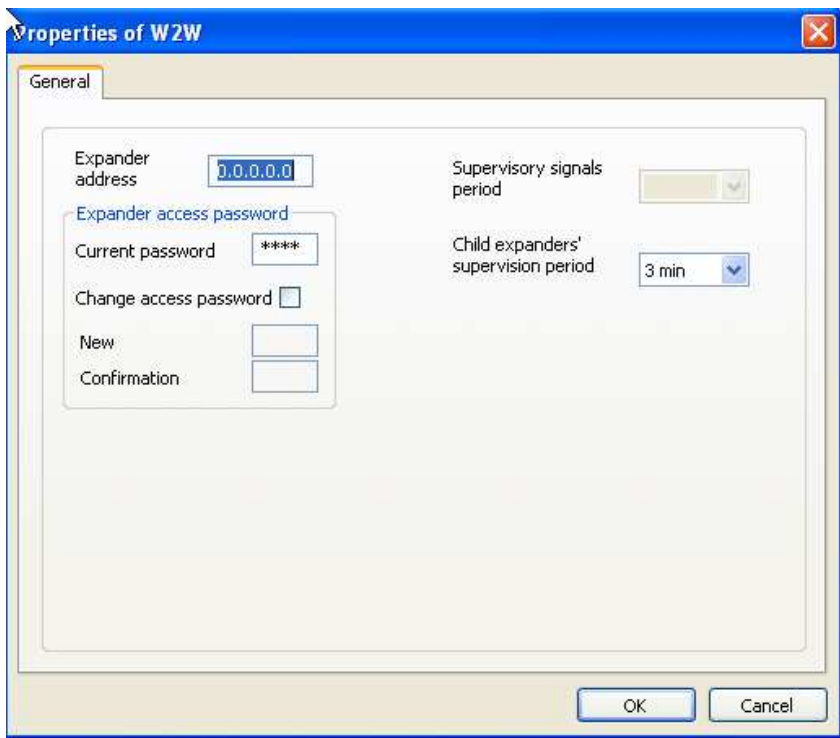 Properties of W2W
General
Expander
address
0.0.0.0.0
Supervisory signals
period
Expander access password
Current password
****
Child expanders'
supervision period
3 min
Change access password
New
Confirmation
OK
Cancel